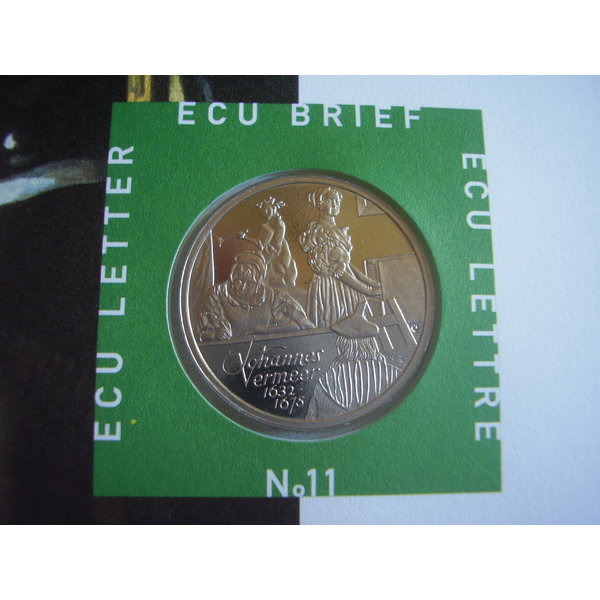 ECU BRIEF
ECU LETTER
ECU LETTRE
Johannes
Vermeer
1632
1675
No11